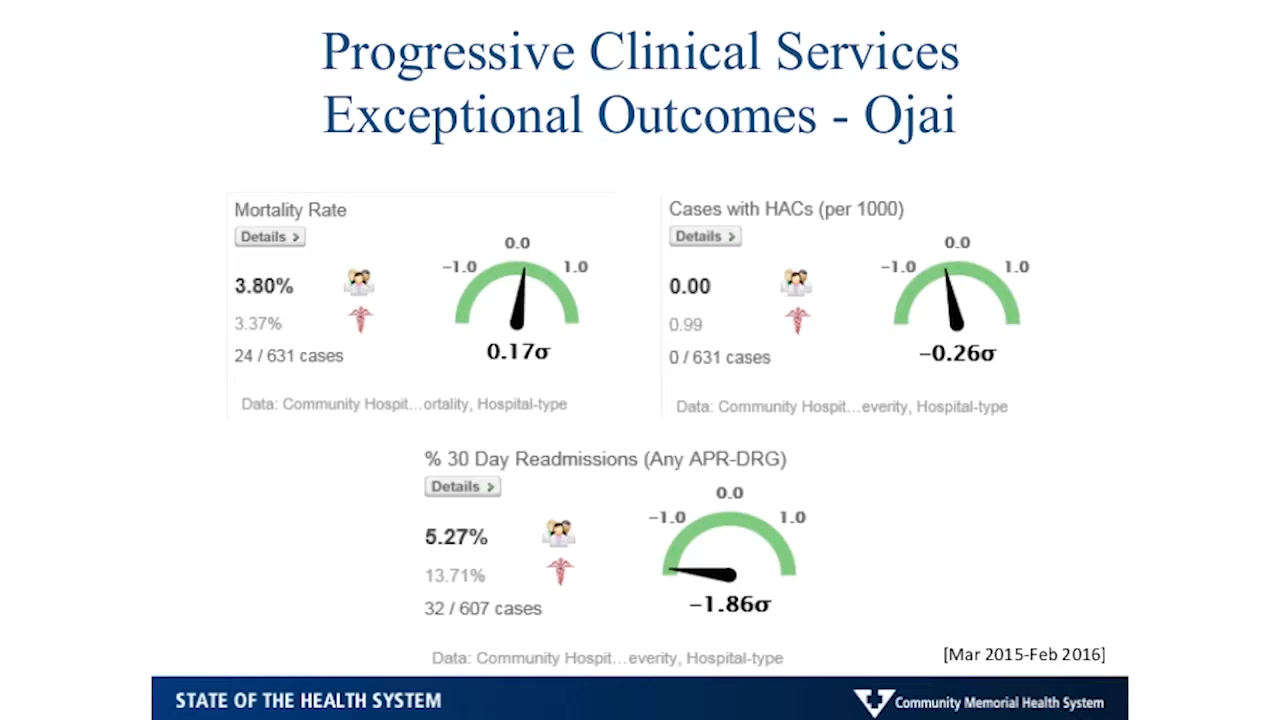 Progressive Clinical Services
Exceptional Outcomes - Ojai
Mortality Rate
Details >
0.0
−1.0
1.0
3.80%
3.37%
24 / 631 cases
0.17σ
Data: Community Hospit...ortality, Hospital-type
Cases with HACs (per 1000)
Details >
0.0
−1.0
1.0
0.00
0.99
0 / 631 cases
−0.26σ
Data: Community Hospit...everity, Hospital-type
% 30 Day Readmissions (Any APR-DRG)
Details >
0.0
−1.0
1.0
5.27%
13.71%
32 / 607 cases
−1.86σ
Data: Community Hospit...everity, Hospital-type
[Mar 2015-Feb 2016]
STATE OF THE HEALTH SYSTEM
Community Memorial Health System